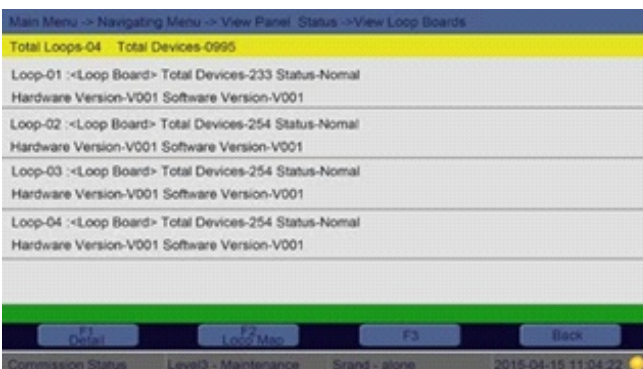 Main Menu -> Navigating Menu -> View Panel Status ->View Loop Boards
Total Loops-04 Total Devices-0995
Loop-01 :<Loop Board> Total Devices-233 Status-Nomal
Hardware Version-V001 Software Version-V001
Loop-02 :<Loop Board> Total Devices-254 Status-Nomal
Hardware Version-V001 Software Version-V001
Loop-03 :<Loop Board> Total Devices-254 Status-Nomal
Hardware Version-V001 Software Version-V001
Loop-04 :<Loop Board> Total Devices-254 Status-Nomal
Hardware Version-V001 Software Version-V001
F1 F2 F3 Back
Detail Loop Map
Commission Status Level3 - Maintenance Srand - alone 2015-04-15 11:04:22